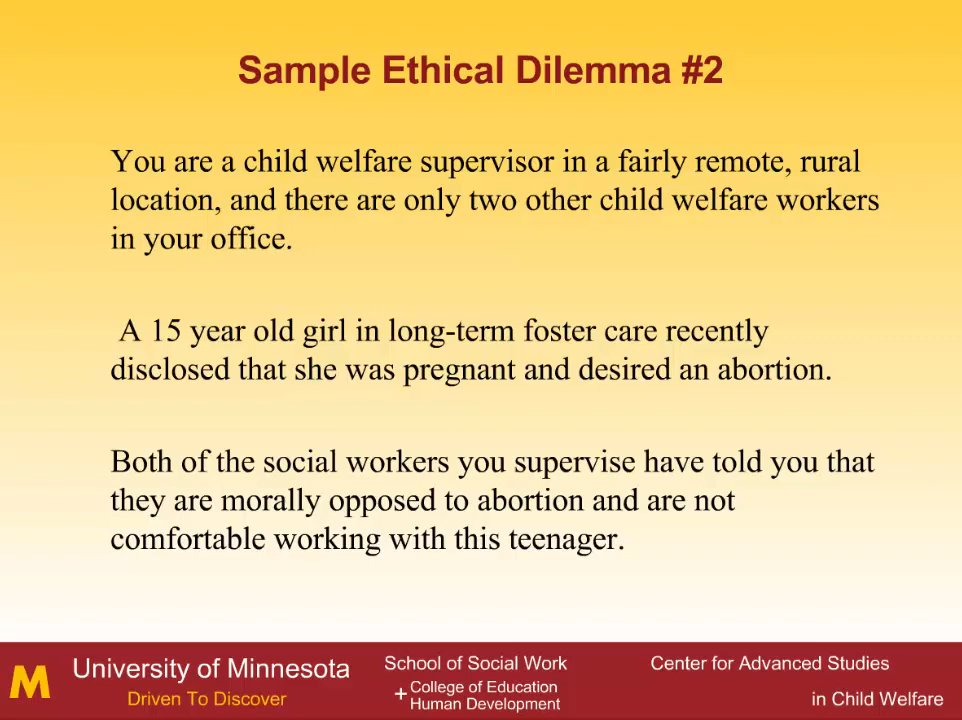 Sample Ethical Dilemma #2
You are a child welfare supervisor in a fairly remote, rural
location, and there are only two other child welfare workers
in your office.
A 15 year old girl in long-term foster care recently
disclosed that she was pregnant and desired an abortion.
Both of the social workers you supervise have told you that
they are morally opposed to abortion and are not
comfortable working with this teenager.
M
University of Minnesota
Driven To Discover
School of Social Work
+ College of Education
Human Development
Center for Advanced Studies
in Child Welfare